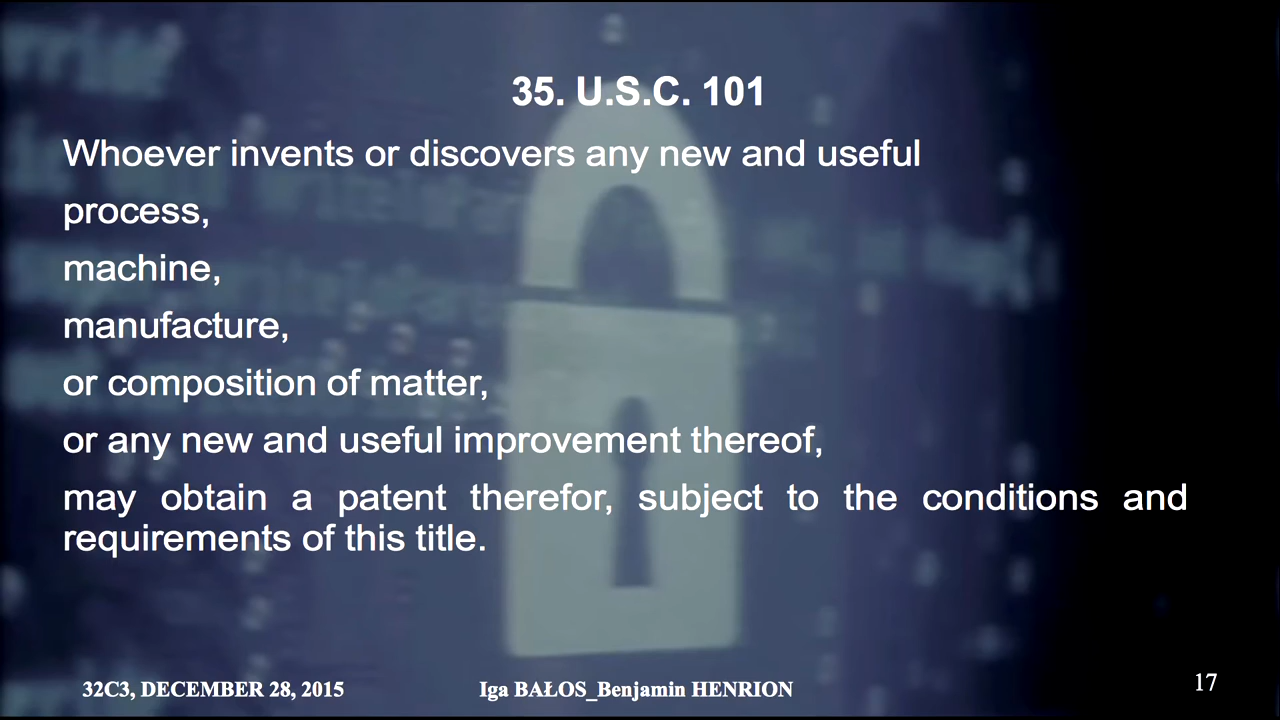 35. U.S.C. 101
Whoever invents or discovers any new and useful
process,
machine,
manufacture,
or composition of matter,
or any new and useful improvement thereof,
may obtain a patent therefor, subject to the conditions and
requirements of this title.
32C3, DECEMBER 28, 2015 Iga BAŁOS_Benjamin HENRION 17